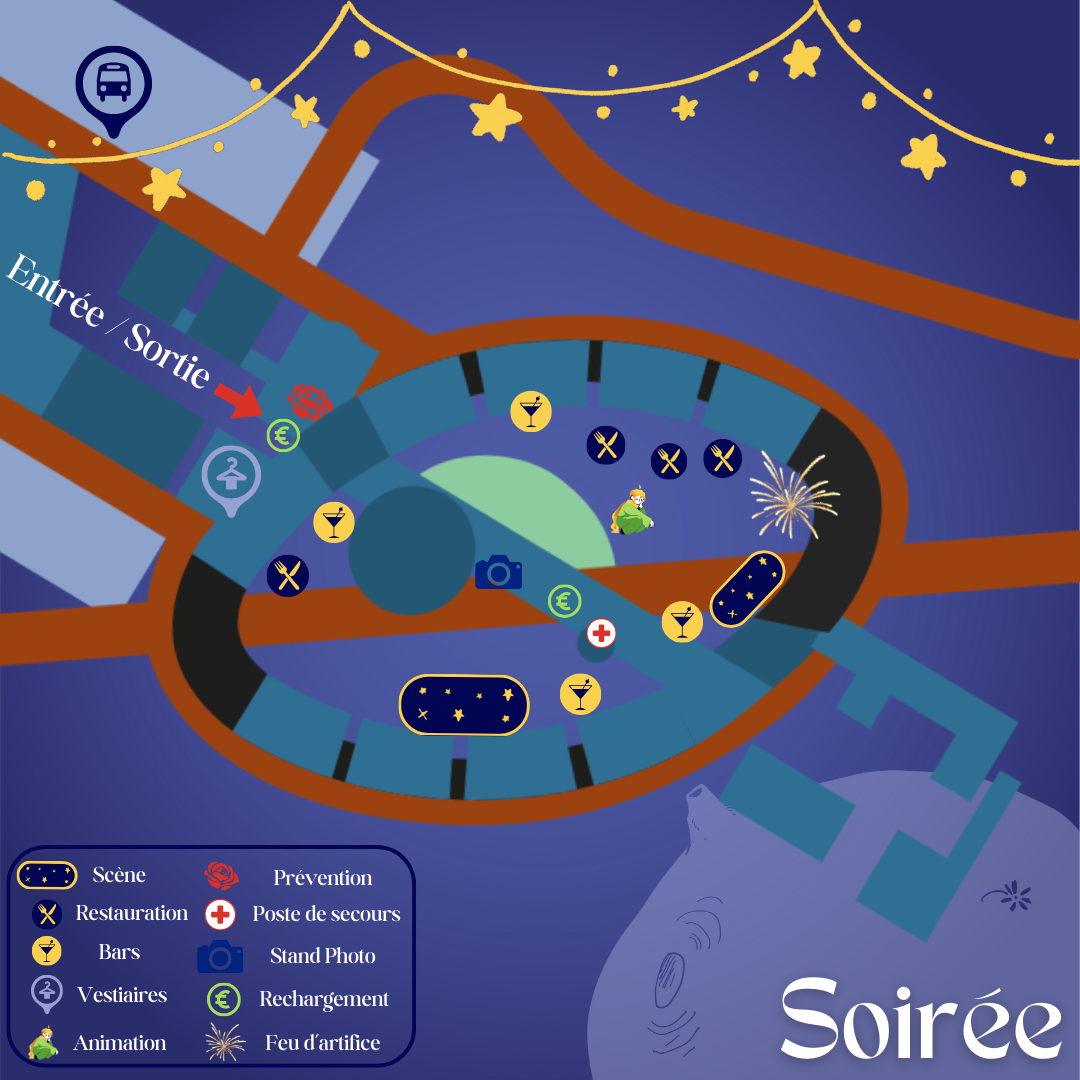 Entrée / Sortie
€
€
Scène
Prévention
Restauration
Poste de secours
Bars
Stand Photo
Vestiaires
€
Rechargement
Animation
Feu d'artifice
Soirée